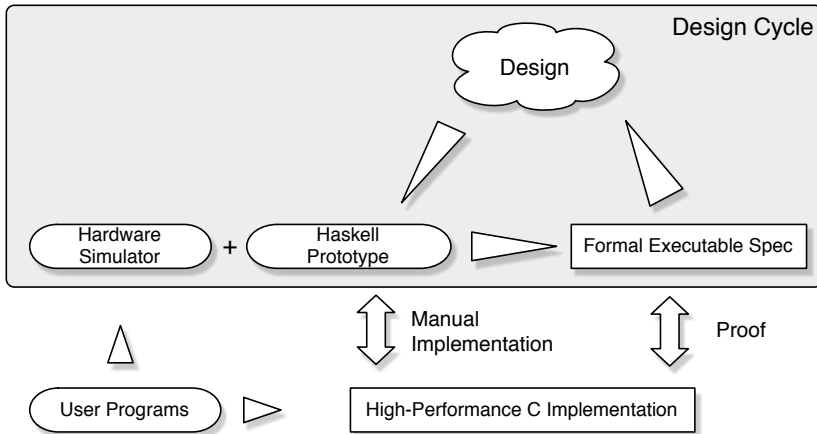 Design Cycle
Design
Hardware
Simulator
+
Haskell
Prototype
Formal Executable Spec
Manual
Implementation
Proof
User Programs
High-Performance C Implementation